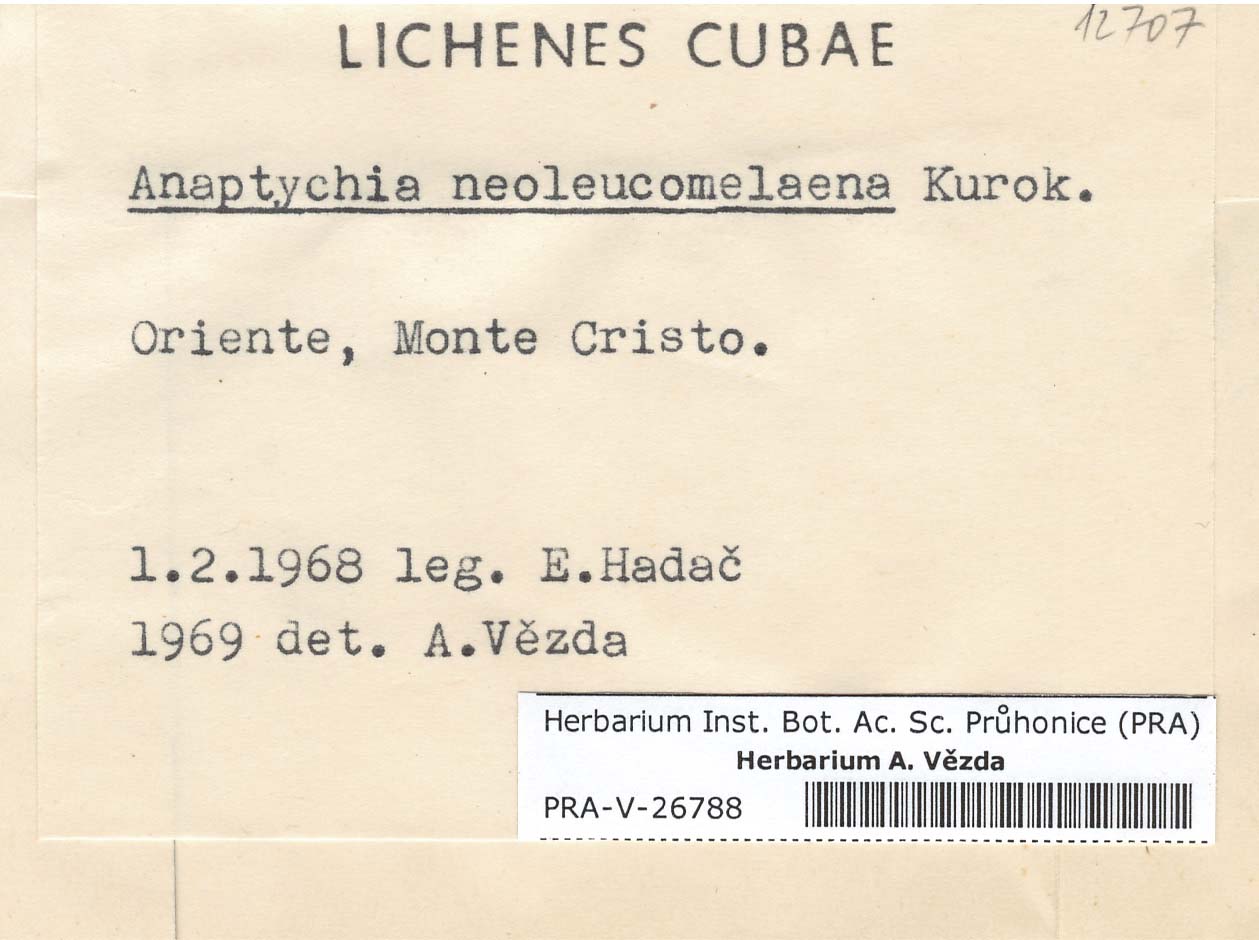 LICHENES CUBAE
12707
Anaptychia neoleucomelaena Kurok.
Oriente, Monte Cristo.
1.2.1968 leg. E.Hadač
1969 det. A.Vězda
Herbarium Inst. Bot. Ac. Sc. Průhonice (PRA)
Herbarium A. Vězda
PRA-V-26788